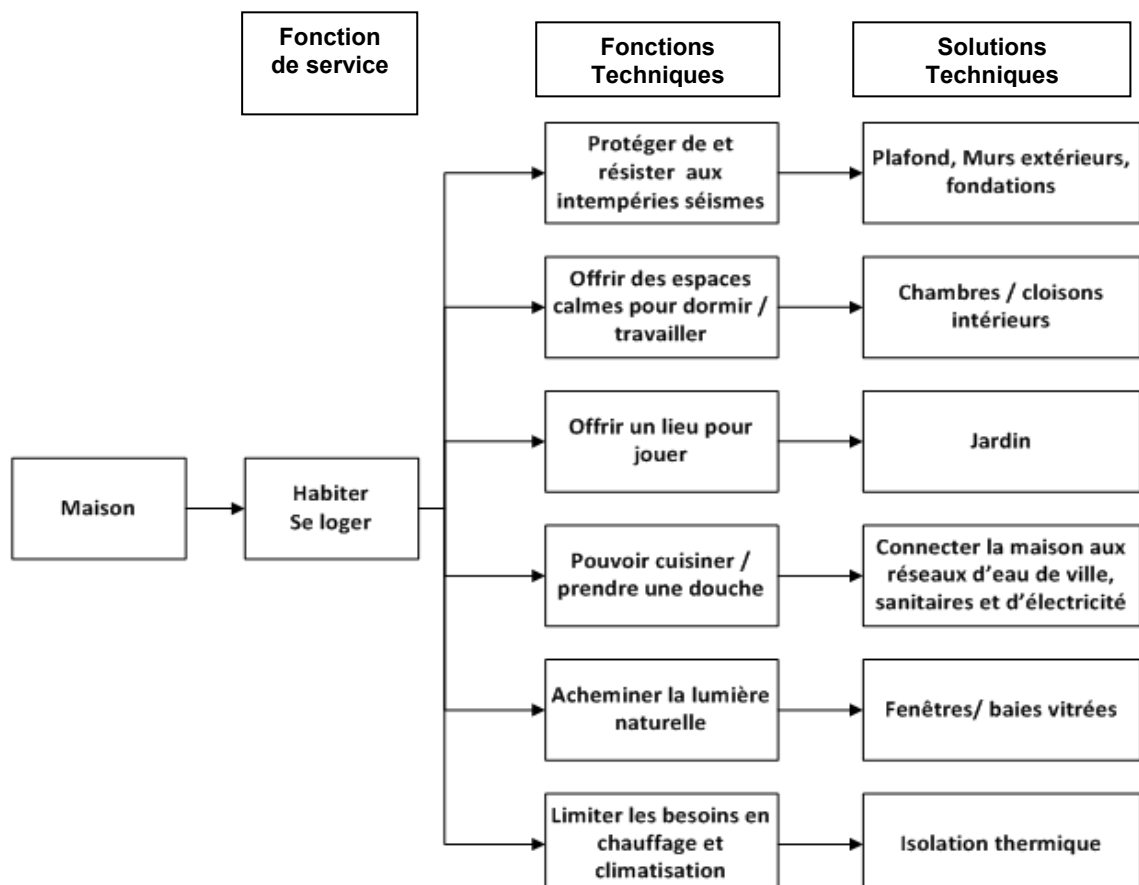 Fonction
de service
Fonctions
Techniques
Solutions
Techniques
Protéger de et
résister aux
intempéries séismes
Plafond, Murs extérieurs,
fondations
Offrir des espaces
calmes pour dormir /
travailler
Chambres / cloisons
intérieurs
Offrir un lieu pour
jouer
Jardin
Maison
Habiter
Se loger
Pouvoir cuisiner /
prendre une douche
Connecter la maison aux
réseaux d'eau de ville,
sanitaires et d'électricité
Acheminer la lumière
naturelle
Fenêtres/ baies vitrées
Limiter les besoins en
chauffage et
climatisation
Isolation thermique